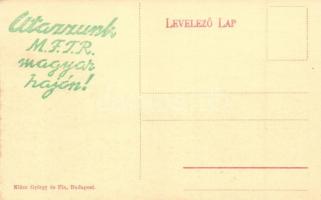 Utazzunk
M.F.T.R.
magyar
hajón!
LEVELEZŐ LAP
Klösz György és Fia, Budapest.